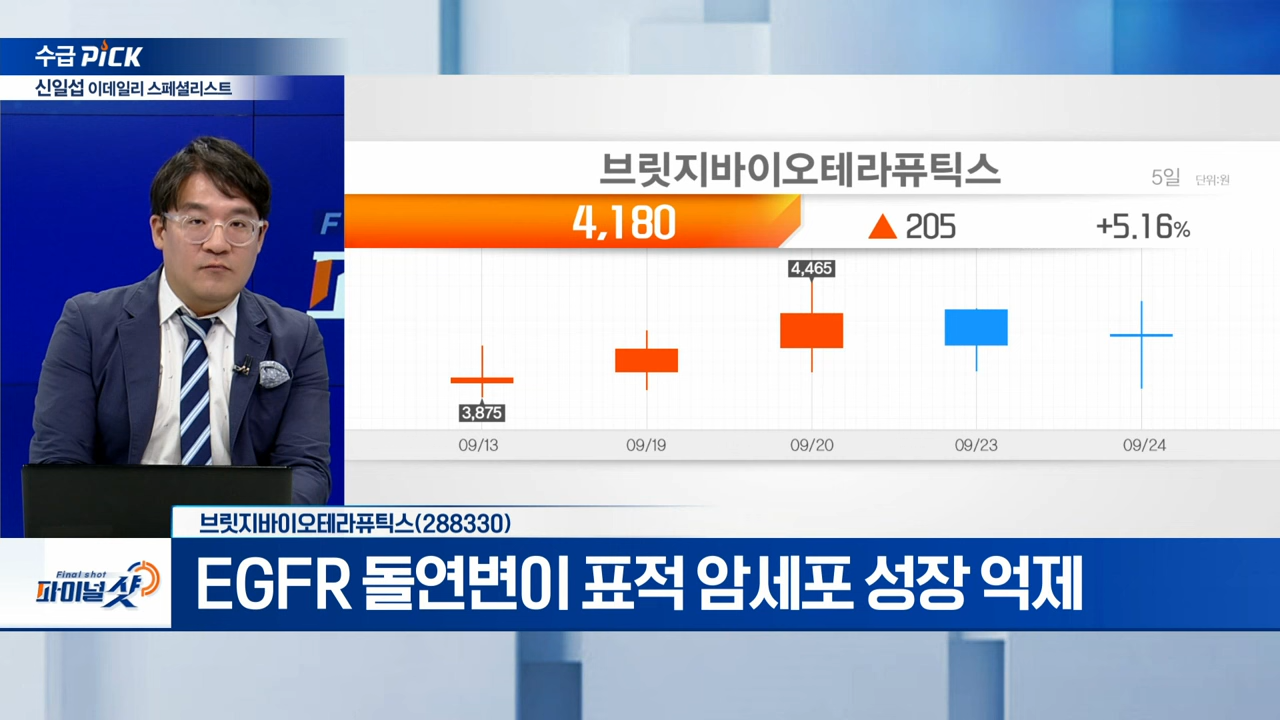 수급 PiCK
신일섭 이데일리 스페셜리스트
브릿지바이오테라퓨틱스
5일 단위:원
4,180 ▲ 205 +5.16%
4,465
3,875
09/13 09/19 09/20 09/23 09/24
브릿지바이오테라퓨틱스(288330)
Final shot
파이널샷
EGFR 돌연변이 표적 암세포 성장 억제